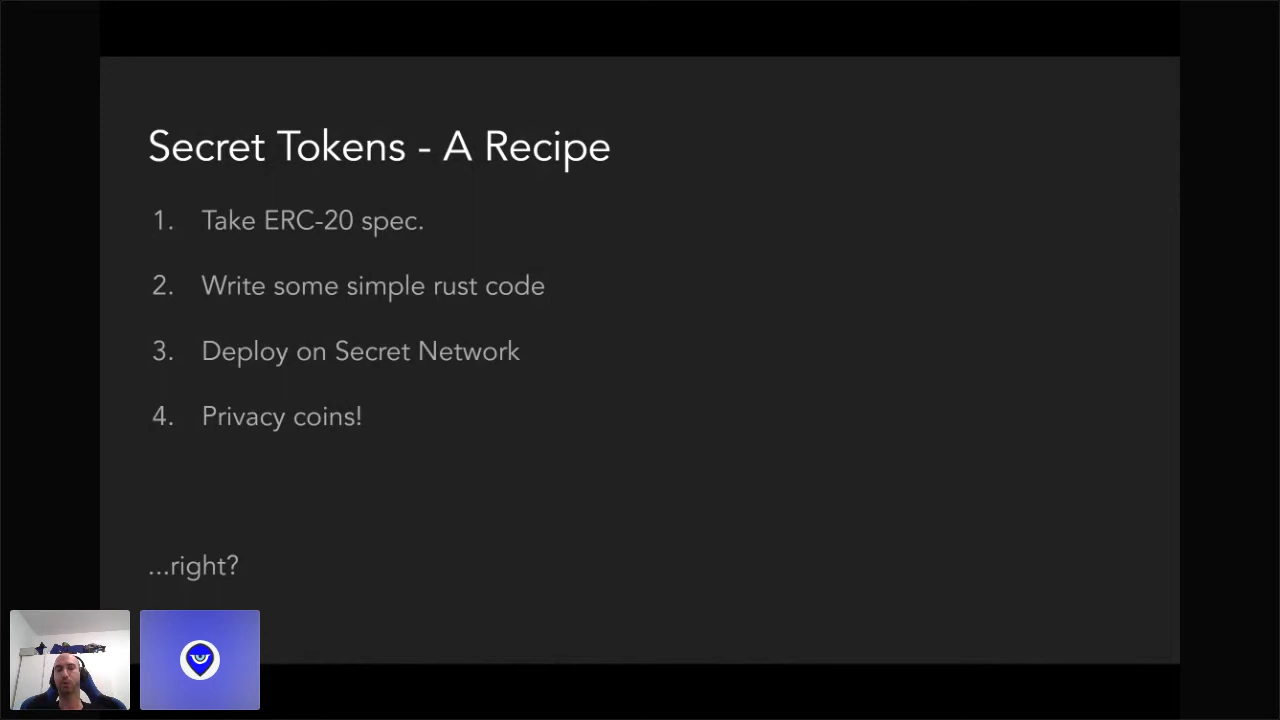 Secret Tokens - A Recipe
1. Take ERC-20 spec.
2. Write some simple rust code
3. Deploy on Secret Network
4. Privacy coins!
...right?